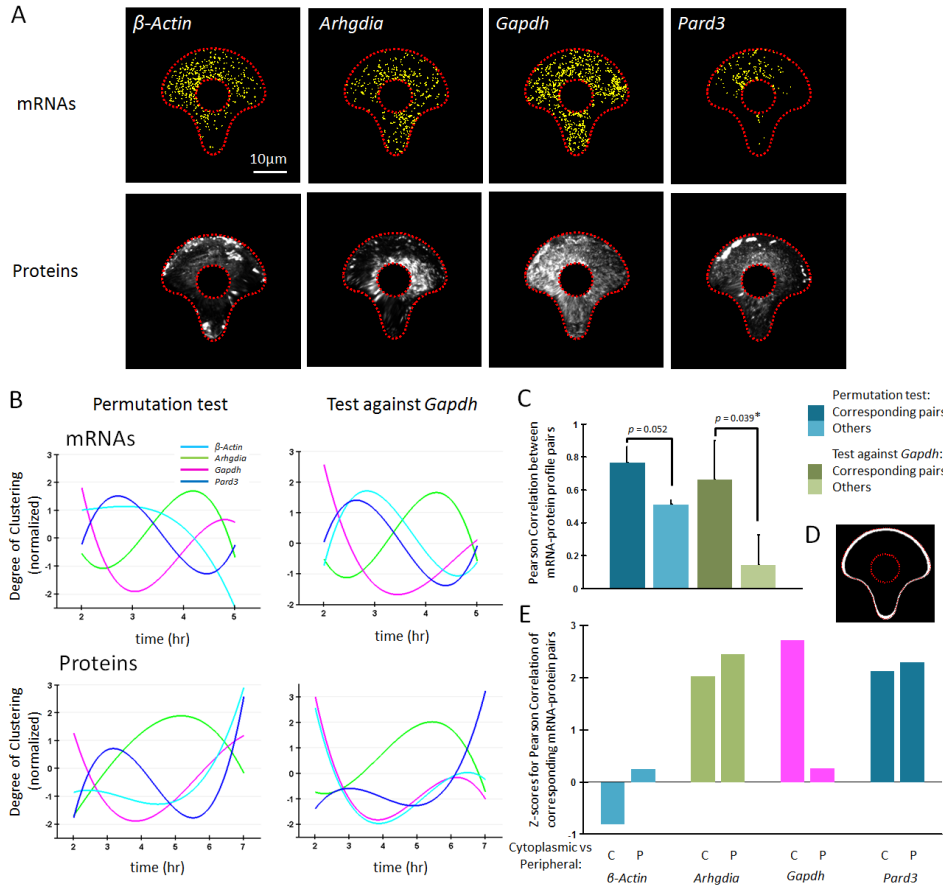 A
β-Actin
Arhgdia
Gapdh
Pard3
mRNAs
10µm
Proteins
B
Permutation test
Test against Gapdh
mRNAs
β-Actin
Arhgdia
Gapdh
Pard3
Degree of Clustering
(normalized)
3
2
1
0
-1
-2
2
3
4
5
time (hr)
3
2
1
0
-1
-2
2
3
4
5
time (hr)
Proteins
Degree of Clustering
(normalized)
3
2
1
0
-1
-2
2
3
4
5
6
7
time (hr)
3
2
1
0
-1
-2
2
3
4
5
6
7
time (hr)
C
Pearson Correlation between
mRNA-protein profile pairs
1
0.8
0.6
0.4
0.2
0
p = 0.052
p = 0.039*
Permutation test:
Corresponding pairs
Others
Test against Gapdh:
Corresponding pairs
Others
D
E
Z-scores for Pearson Correlation of
corresponding mRNA-protein pairs
3
2
1
0
-1
Cytoplasmic vs
Peripheral:
C P C P C P C P
β-Actin Arhgdia Gapdh Pard3